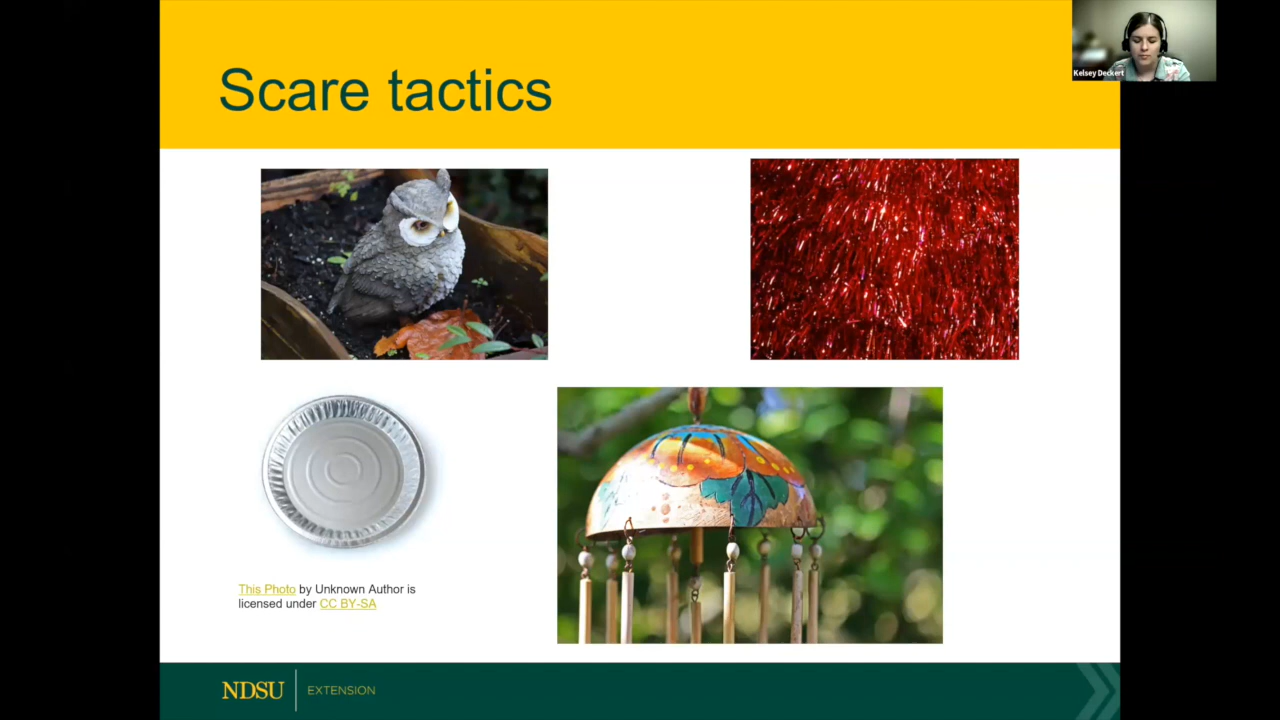 Scare tactics
Kelsey Deckert
This Photo by Unknown Author is
licensed under CC BY-SA
NDSU
EXTENSION